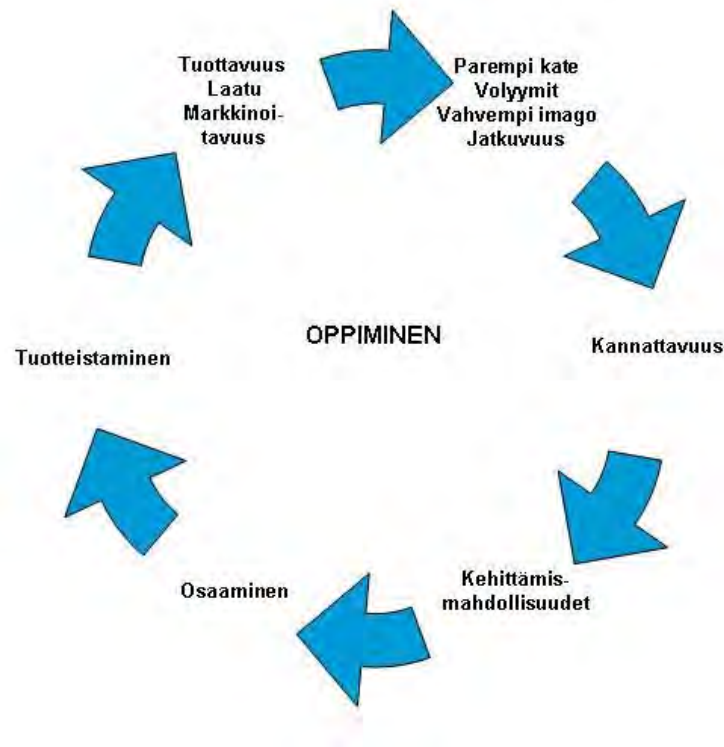 Tuottavuus
Laatu
Markkinoi-
tavuus
Parempi kate
Volyymit
Vahvempi imago
Jatkuvuus
OPPIMINEN
Tuotteistaminen
Kannattavuus
Osaaminen
Kehittämis-
mahdollisuudet